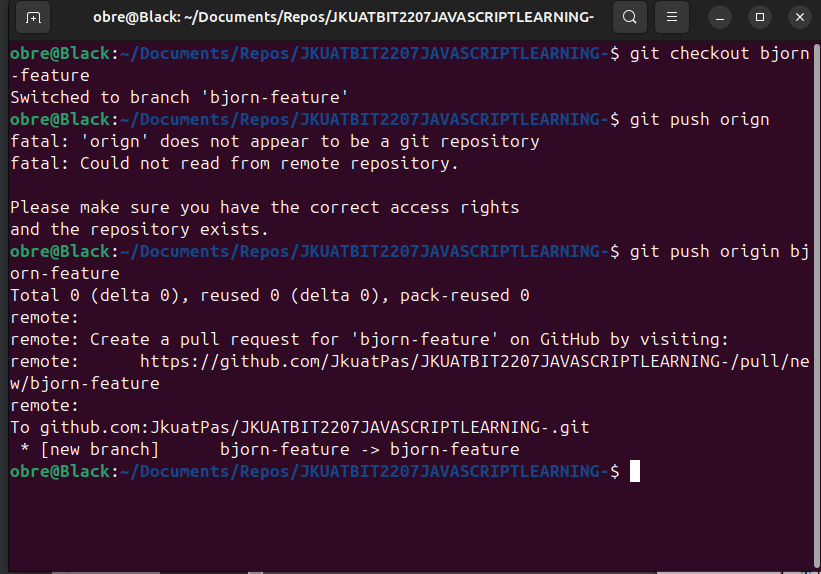 obre@Black: ~/Documents/Repos/JKUATBIT2207JAVASCRIPTLEARNING-
obre@Black:~/Documents/Repos/JKUATBIT2207JAVASCRIPTLEARNING-$ git checkout bjorn
-feature
Switched to branch 'bjorn-feature'
obre@Black:~/Documents/Repos/JKUATBIT2207JAVASCRIPTLEARNING-$ git push orign
fatal: 'orign' does not appear to be a git repository
fatal: Could not read from remote repository.
Please make sure you have the correct access rights
and the repository exists.
obre@Black:~/Documents/Repos/JKUATBIT2207JAVASCRIPTLEARNING-$ git push origin bj
orn-feature
Total 0 (delta 0), reused 0 (delta 0), pack-reused 0
remote:
remote: Create a pull request for 'bjorn-feature' on GitHub by visiting:
remote:      https://github.com/JkuatPas/JKUATBIT2207JAVASCRIPTLEARNING-/pull/ne
w/bjorn-feature
remote:
To github.com:JkuatPas/JKUATBIT2207JAVASCRIPTLEARNING-.git
 * [new branch]      bjorn-feature -> bjorn-feature
obre@Black:~/Documents/Repos/JKUATBIT2207JAVASCRIPTLEARNING-$